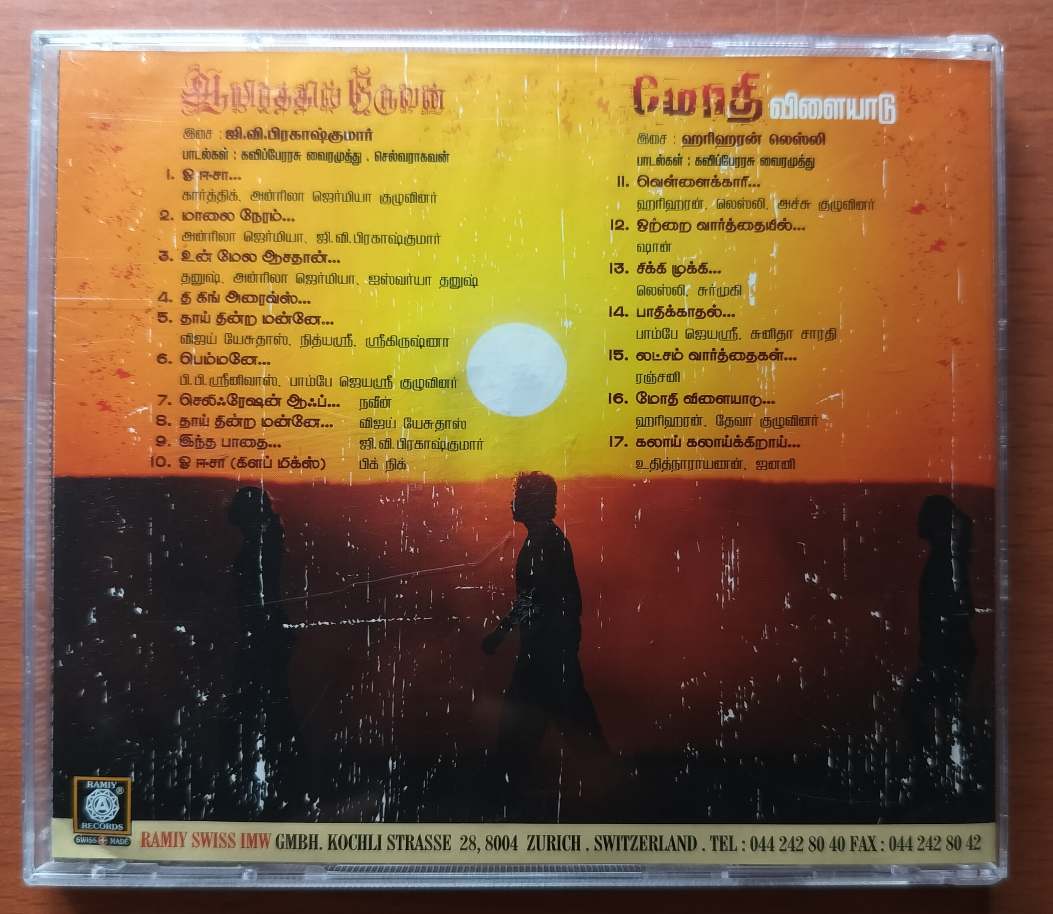 ஆயிரத்தில் ஒருவன்
இசை : ஜி.வி.பிரகாஷ்குமார்
பாடல்கள் : கவிப்பேரரசு வைரமுத்து . செல்வராகவன்
1. ஓ ஈசா...
கார்த்திக், அன்ரிலா ஜெர்மியா குழுவினர்
2. மாலை நேரம்...
அன்ரிலா ஜெர்மியா, ஜி.வி.பிரகாஷ்குமார்
3. உன் மேல ஆசதான்...
தனுஷ், அன்ரிலா ஜெர்மியா, ஐஸ்வர்யா தனுஷ்
4. தி கிங் அரைவ்ஸ்...
5. தாய் தின்ற மன்னே...
விஜய் யேசுதாஸ், நித்யஸ்ரீ, ஸ்ரீகிருஷ்ணா
6. பெம்மானே...
பி.பி.ஸ்ரீனிவாஸ், பாம்பே ஜெயஸ்ரீ குழுவினர்
7. செலிஃரேஷன் ஆஃப்... நவீன்
8. தாய் தின்ற மன்னே... விஜய் யேசுதாஸ்
9. இந்த பாதை... ஜி.வி.பிரகாஷ்குமார்
10. ஓ ஈசா (கிளப் மிக்ஸ்) பிக் நிக்
மோதி விளையாடு
இசை : ஹரிஹரன் லெஸ்லி
பாடல்கள் : கவிப்பேரரசு வைரமுத்து
11. வெள்ளைக்காரி...
ஹரிஹரன், லெஸ்லி, அச்சு குழுவினர்
12. ஒற்றை வார்த்தையில்...
ஷான்
13. சிக்கி முக்கி...
லெஸ்லி, சுர்முகி
14. பாதிக்காதல்...
பாம்பே ஜெயஸ்ரீ, சுனிதா சாரதி
15. லட்சம் வார்த்தைகள்...
ரஞ்சனி
16. மோதி விளையாடு...
ஹரிஹரன், தேவா குழுவினர்
17. கலாய் கலாய்க்கிறாய்...
உதித்நாராயணன், ஜனனி
RAMIY ®
A
RECORDS
SWISS MADE
RAMIY SWISS IMW GMBH. KOCHLI STRASSE 28, 8004 ZURICH . SWITZERLAND . TEL : 044 242 80 40 FAX : 044 242 80 42